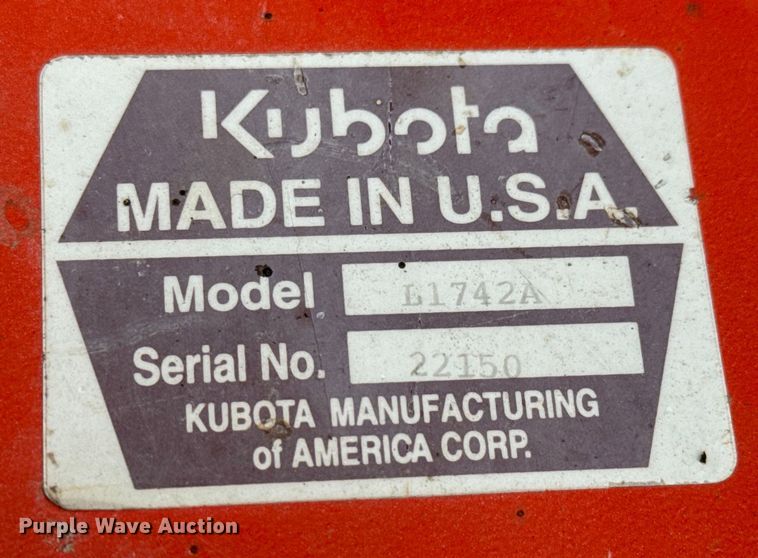 Kubota
MADE IN U.S.A.
Model L1742A
Serial No. 22150
KUBOTA MANUFACTURING
of AMERICA CORP.
Purple Wave Auction